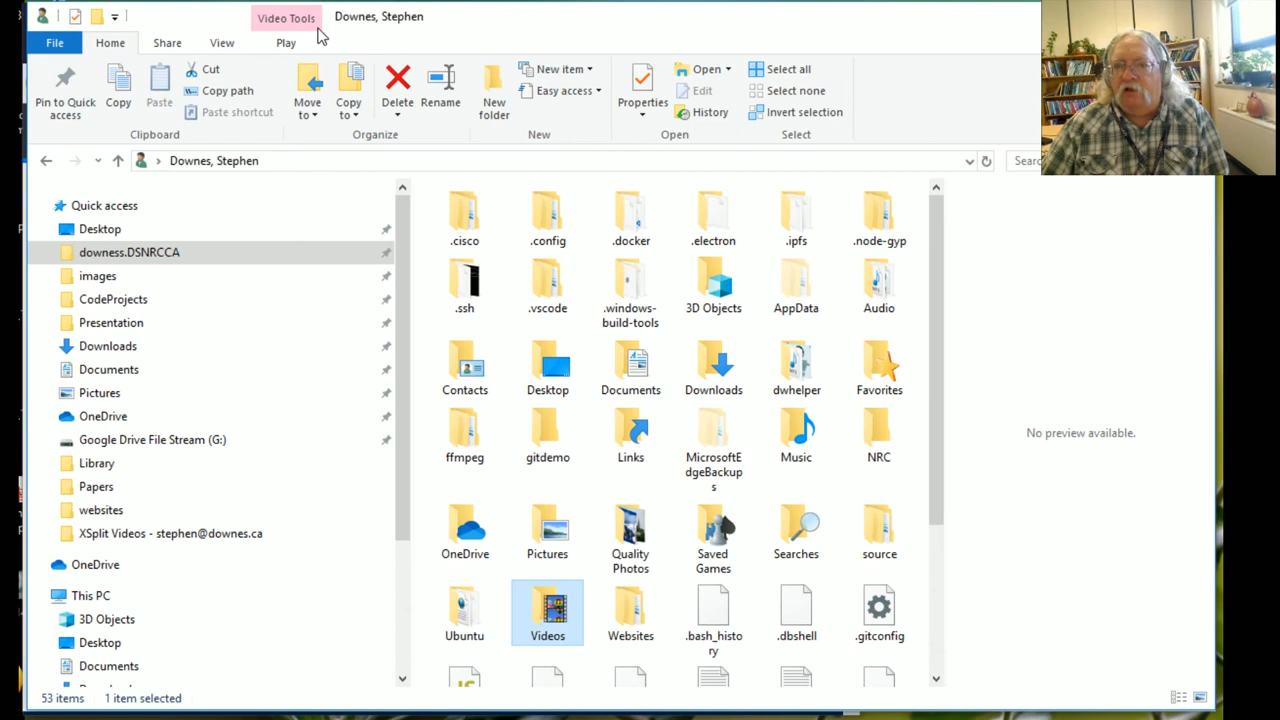 Video Tools
Downes, Stephen
File
Home
Share
View
Play
Pin to Quick
access
Copy
Paste
Cut
Copy path
Paste shortcut
Clipboard
Move
to
Copy
to
Delete
Rename
Organize
New
folder
New item
Easy access
New
Properties
Open
Edit
History
Open
Select all
Select none
Invert selection
Select
Downes, Stephen
Sear
Quick access
Desktop
downess.DSNRCCA
images
CodeProjects
Presentation
Downloads
Documents
Pictures
OneDrive
Google Drive File Stream (G:)
Library
Papers
websites
XSplit Videos - stephen@downes.ca
OneDrive
This PC
3D Objects
Desktop
Documents
.cisco
.config
.docker
.electron
.ipfs
.node-gyp
.ssh
.vscode
.windows-
build-tools
3D Objects
AppData
Audio
Contacts
Desktop
Documents
Downloads
dwhelper
Favorites
ffmpeg
gitdemo
Links
MicrosoftE
dgeBackup
s
Music
NRC
OneDrive
Pictures
Quality
Photos
Saved
Games
Searches
source
Ubuntu
Videos
Websites
.bash_histo
ry
.dbshell
.gitconfig
No preview available.
53 items
1 item selected